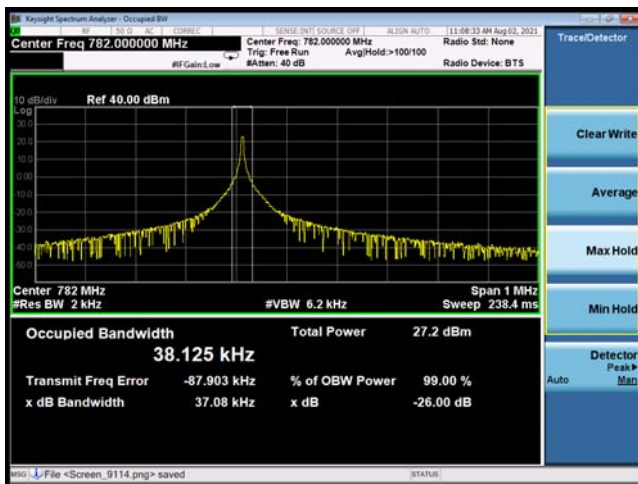 Keysight Spectrum Analyzer - Occupied BW
RF 50 Ω AC CORREC SENSE:INT SOURCE OFF ALIGN AUTO 11:08:33 AM Aug 02, 2021
Center Freq 782.000000 MHz Center Freq: 782.000000 MHz Radio Std: None
Trig: Free Run Avg|Hold:>100/100
#IFGain:Low #Atten: 40 dB Radio Device: BTS
Trace/Detector
10 dB/div Ref 40.00 dBm
Log
30.0
20.0
10.0
0.00
-10.0
-20.0
-30.0
-40.0
-50.0
Center 782 MHz Span 1 MHz
#Res BW 2 kHz #VBW 6.2 kHz Sweep 238.4 ms
Occupied Bandwidth Total Power 27.2 dBm
38.125 kHz
Transmit Freq Error -87.903 kHz % of OBW Power 99.00 %
x dB Bandwidth 37.08 kHz x dB -26.00 dB
Clear Write
Average
Max Hold
Min Hold
Detector
Peak▶
Auto Man
MSG File <Screen_9114.png> saved STATUS